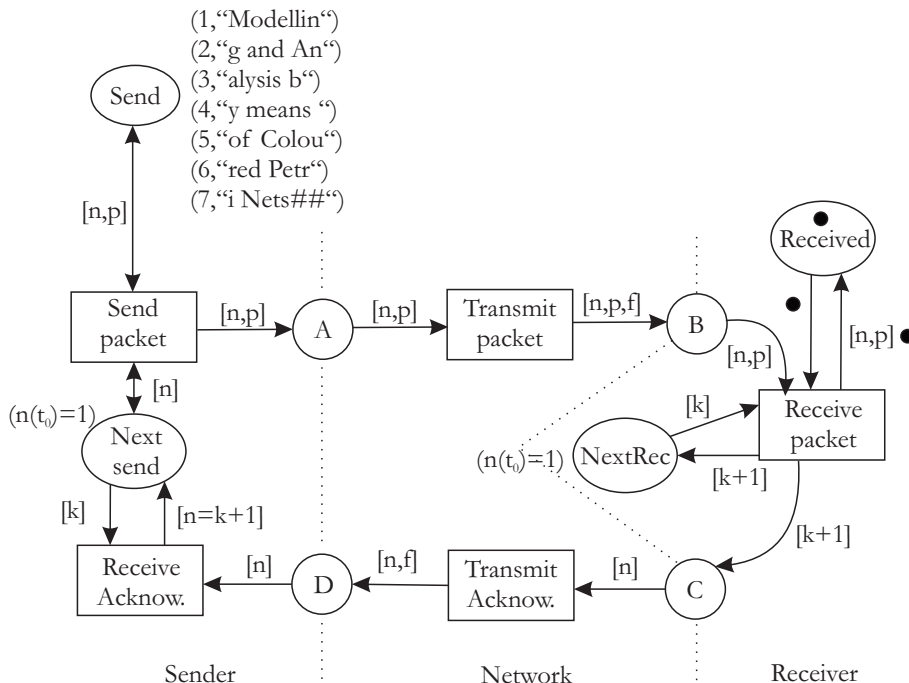 (1,“Modellin“)
(2,“g and An“)
(3,“alysis b“)
(4,“y means “)
(5,“of Colou“)
(6,“red Petr“)
(7,“i Nets##“)
Send
[n,p]
Received
Send
packet
[n,p]
A
[n,p]
Transmit
packet
[n,p,f]
B
[n,p]
[n,p]
[n]
(n(t₀)=1)
Next
send
[k]
Receive
packet
(n(t₀)=1)
NextRec
[k+1]
[k]
[n=k+1]
[k+1]
Receive
Acknow.
[n]
D
[n,f]
Transmit
Acknow.
[n]
C
Sender
Network
Receiver